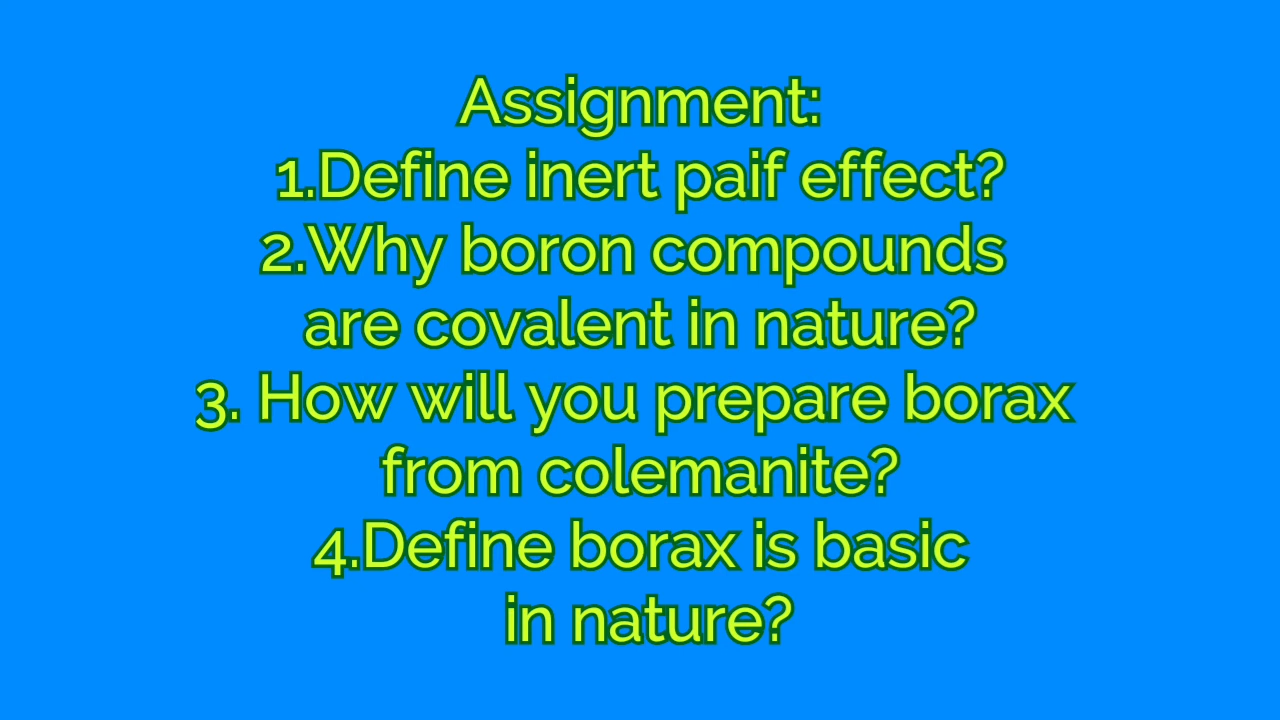 Assignment:
1.Define inert paif effect?
2.Why boron compounds
are covalent in nature?
3. How will you prepare borax
from colemanite?
4.Define borax is basic
in nature?